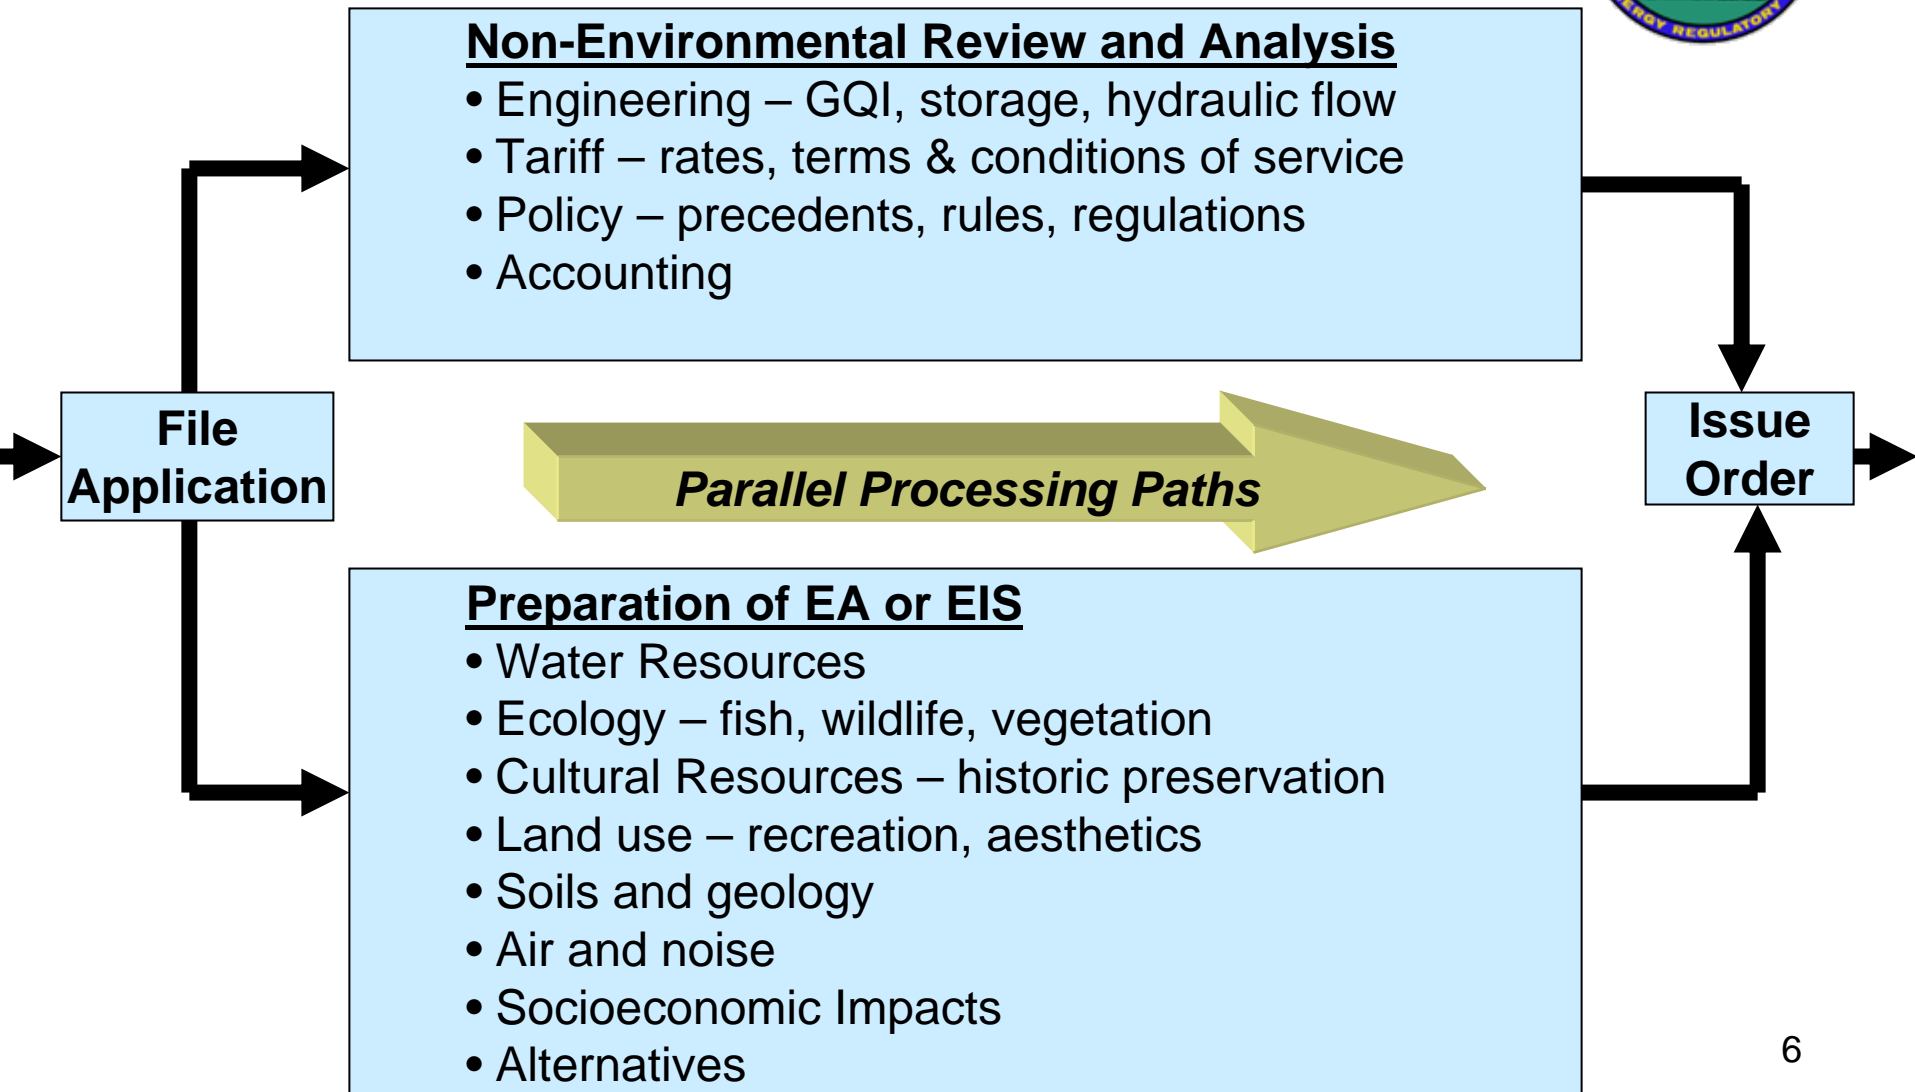 ERGY REGULATORY
Non-Environmental Review and Analysis
• Engineering – GQI, storage, hydraulic flow
• Tariff – rates, terms & conditions of service
• Policy – precedents, rules, regulations
• Accounting
File
Application
Parallel Processing Paths
Issue
Order
Preparation of EA or EIS
• Water Resources
• Ecology – fish, wildlife, vegetation
• Cultural Resources – historic preservation
• Land use – recreation, aesthetics
• Soils and geology
• Air and noise
• Socioeconomic Impacts
• Alternatives
6